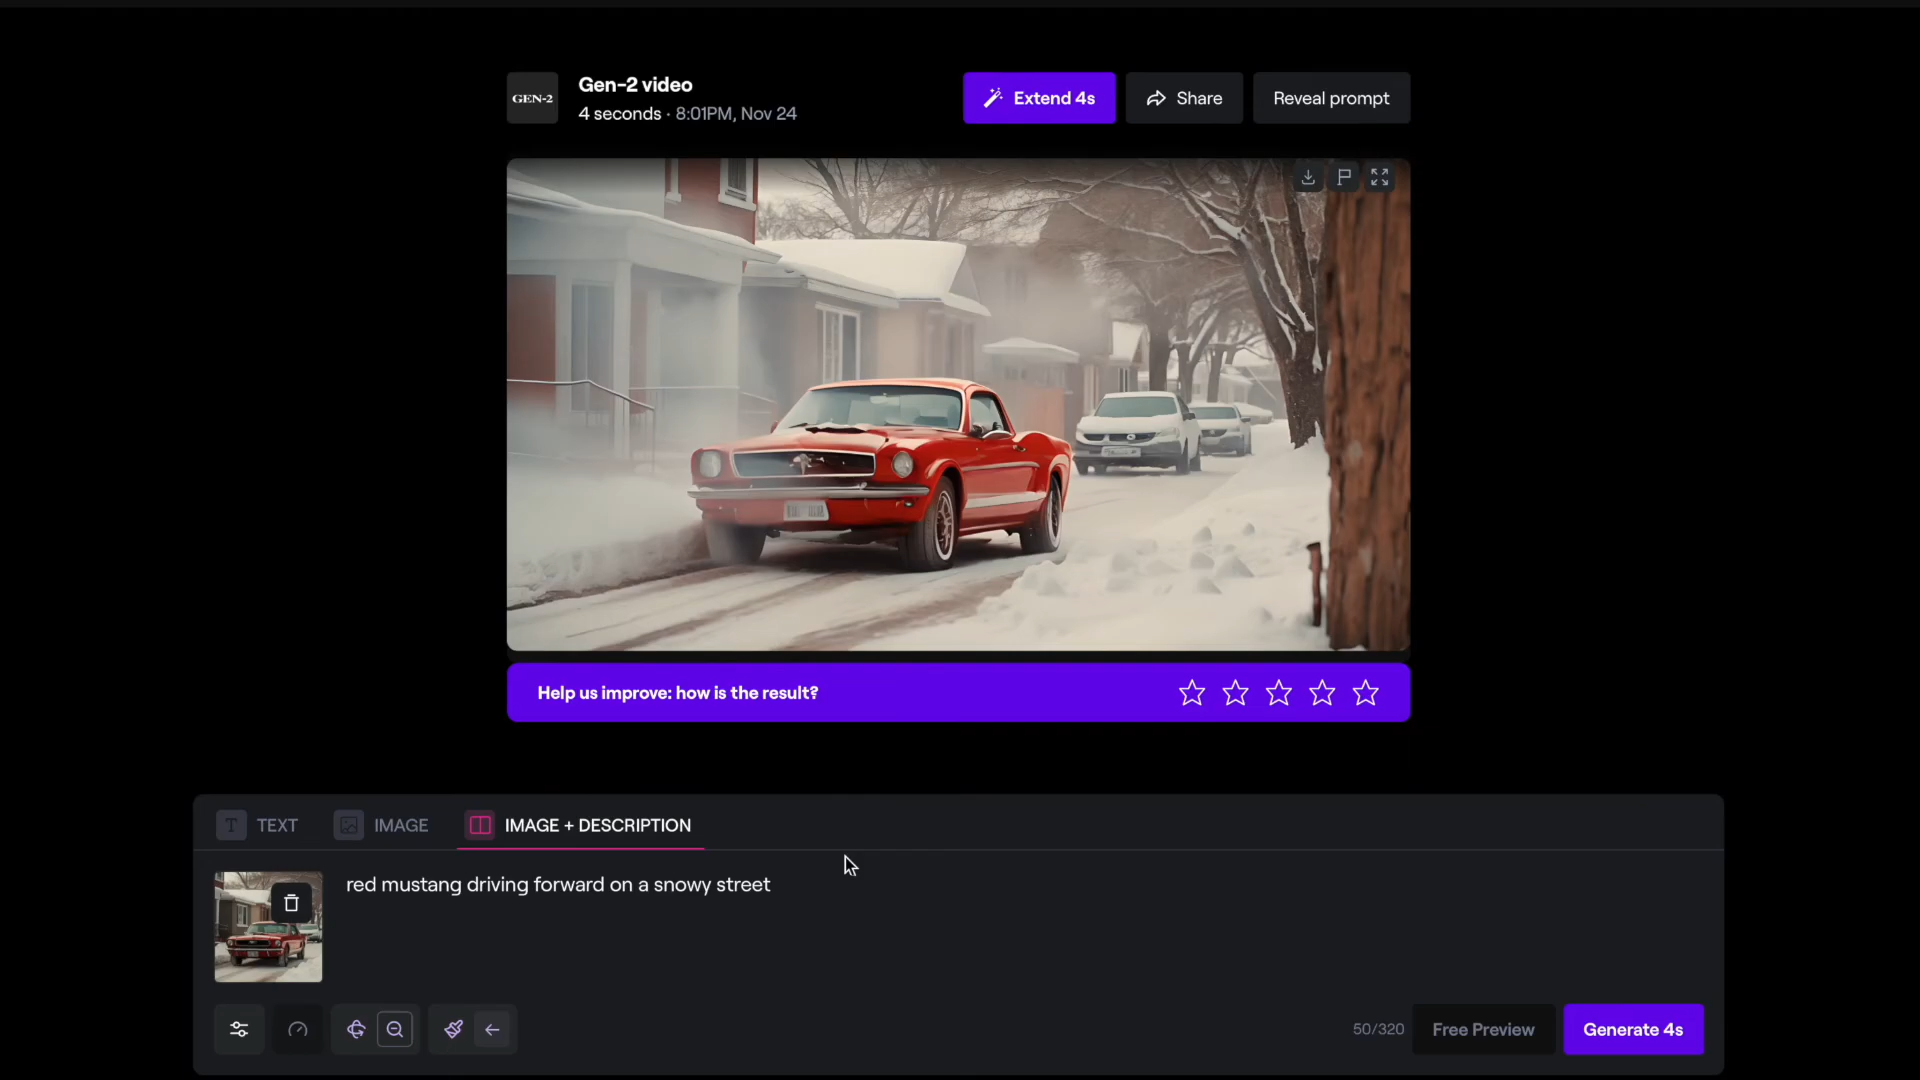 GEN-2
Gen-2 video
4 seconds · 8:01PM, Nov 24
Extend 4s
Share
Reveal prompt
Help us improve: how is the result?
T TEXT
IMAGE
IMAGE + DESCRIPTION
red mustang driving forward on a snowy street
50/320
Free Preview
Generate 4s